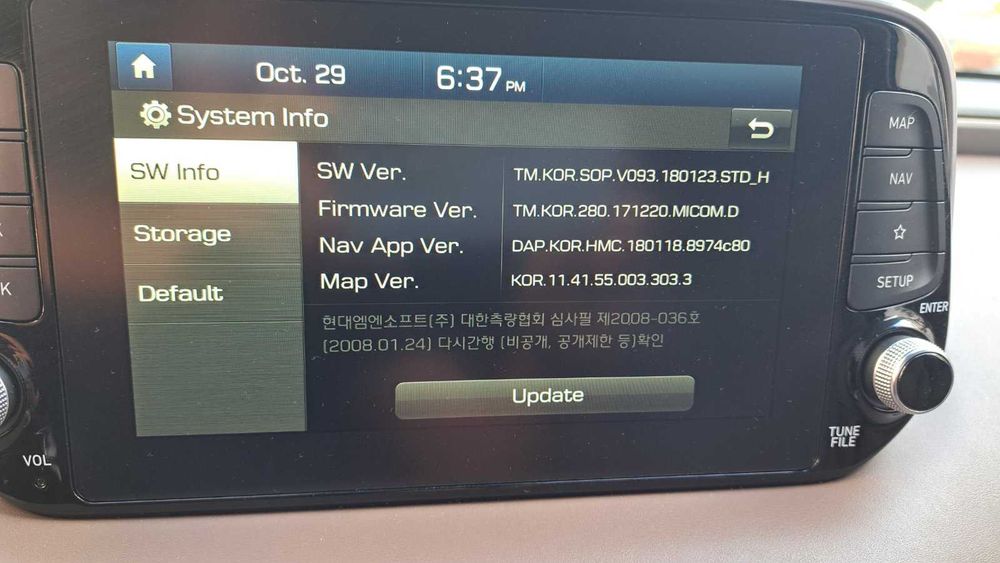 Oct. 29
6:37 PM
System Info
SW Info
Storage
Default
SW Ver. TM.KOR.SOP.V093.180123.STD_H
Firmware Ver. TM.KOR.280.171220.MICOM.D
Nav App Ver. DAP.KOR.HMC.180118.8974c80
Map Ver. KOR.11.41.55.003.303.3
현대엠엔소프트(주) 대한측량협회 심사필 제2008-036호
(2008.01.24) 다시간행 (비공개, 공개제한 등)확인
Update
MAP
NAV
SETUP
ENTER
TUNE
FILE
VOL
K